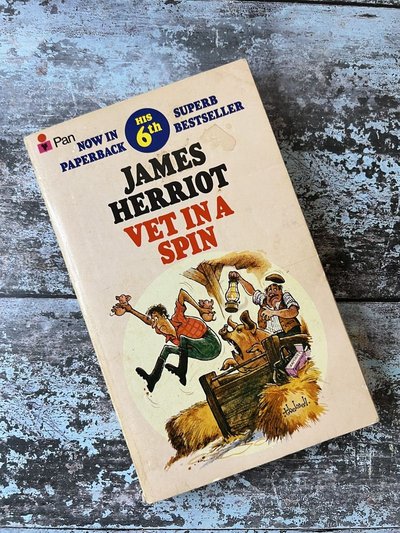 Pan
NOW IN
PAPERBACK
HIS
6th
SUPERB
BESTSELLER
JAMES
HERRIOT
VET IN A
SPIN